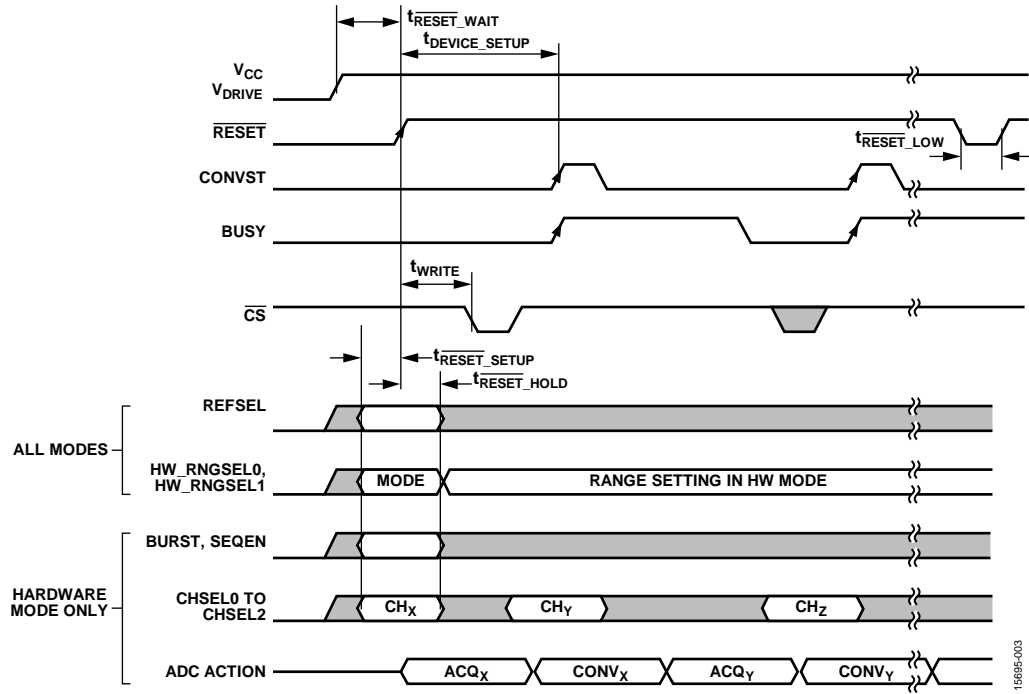 tRESET_WAIT
tDEVICE_SETUP
VCC
VDRIVE
RESET
tRESET_LOW
CONVST
BUSY
tWRITE
CS
tRESET_SETUP
tRESET_HOLD
REFSEL
ALL MODES
HW_RNGSEL0,
HW_RNGSEL1
MODE
RANGE SETTING IN HW MODE
BURST, SEQEN
HARDWARE
MODE ONLY
CHSEL0 TO
CHSEL2
CHX
CHY
CHZ
ADC ACTION
ACQX
CONVX
ACQY
CONVY
15695-003